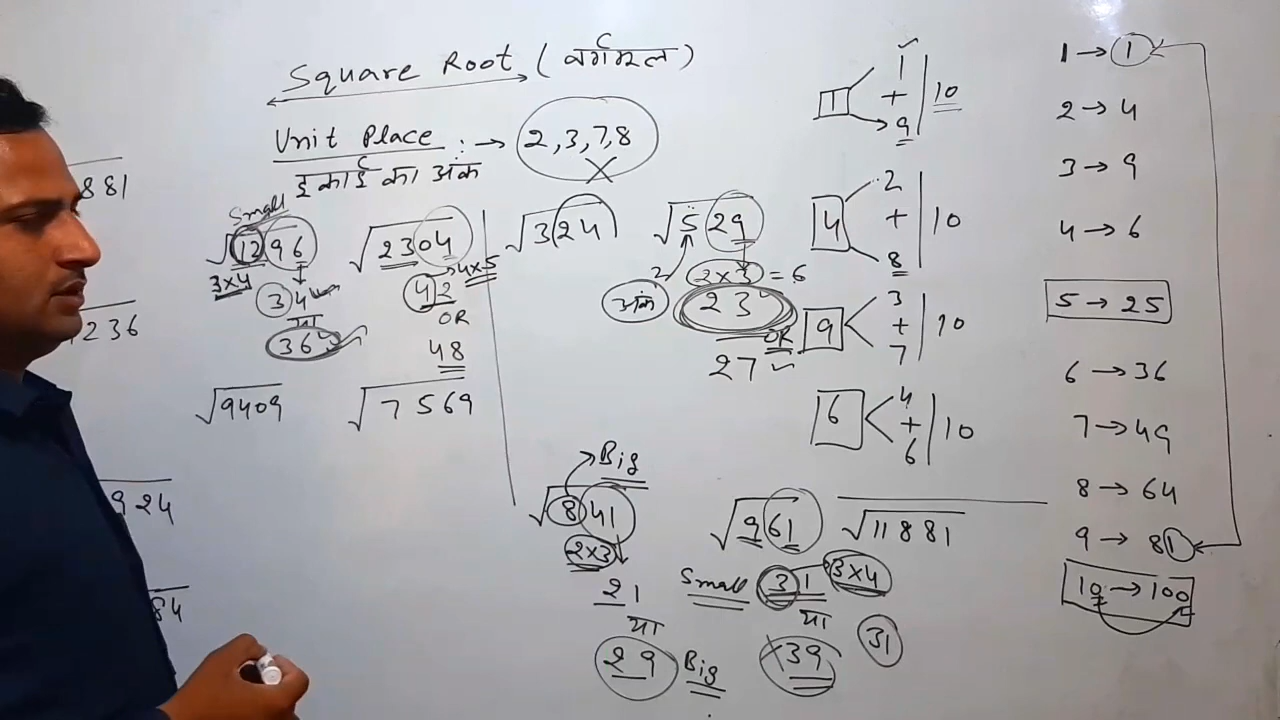 Square Root (वर्गमूल)
Unit Place :→ 2,3,7,8
इकाई का अंक ×
Small
√1296
3×4
34
या
36
√2304
42 4×5
OR
48
√324
√529
2 2×3 = 6
अंक 23
OR
27
√9409
√7569
881
236
924
84
Big
√841
2×3
21
या
29 Big
√961
Small 31 3×4
या
×39
31
√11881
1 1 + 9 10
4 2 + 8 10
9 3 + 7 10
6 4 + 6 10
1 → 1
2 → 4
3 → 9
4 → 6
5 → 25
6 → 36
7 → 49
8 → 64
9 → 81
10 → 100